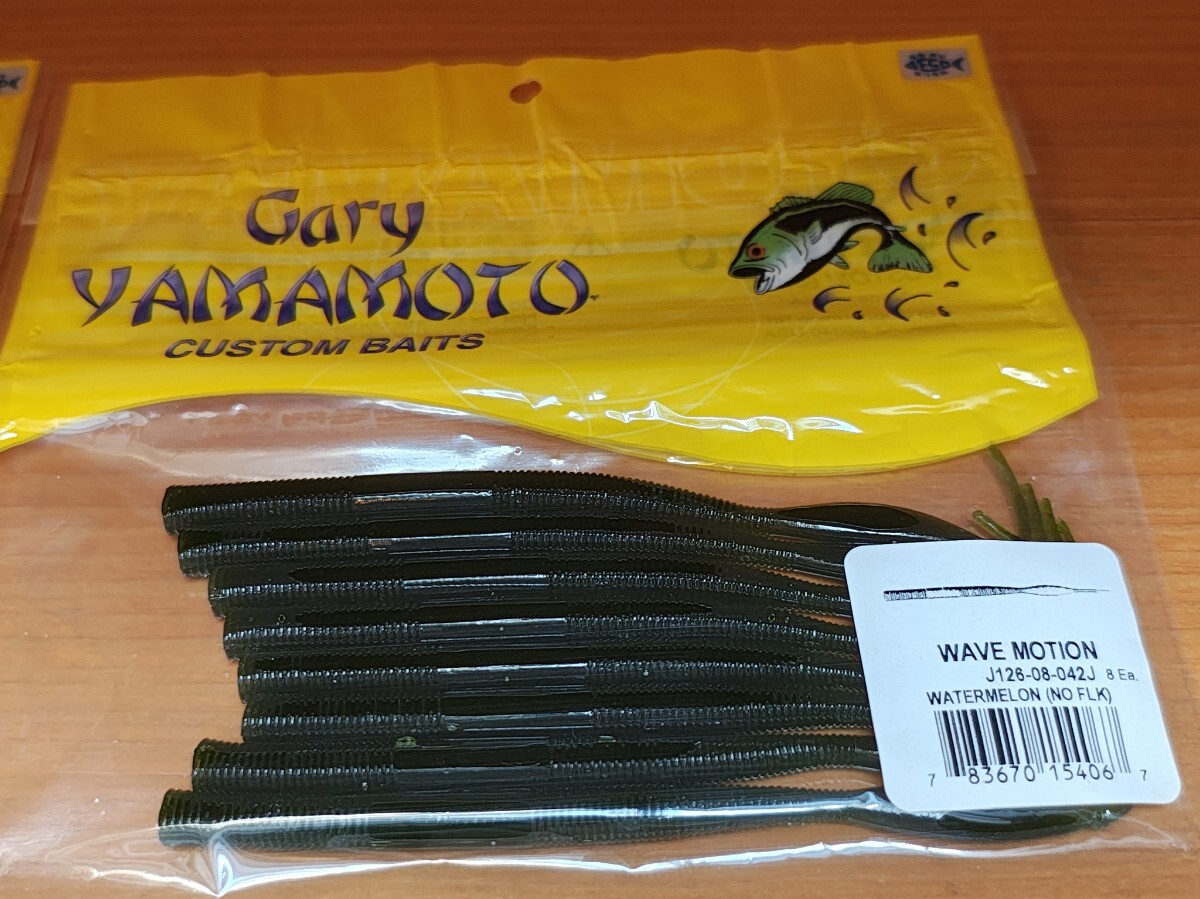 Gary
YAMAMOTO
CUSTOM BAITS
WAVE MOTION
J126-08-042J 8 Ea.
WATERMELON (NO FLK)
7 83670 15406 7